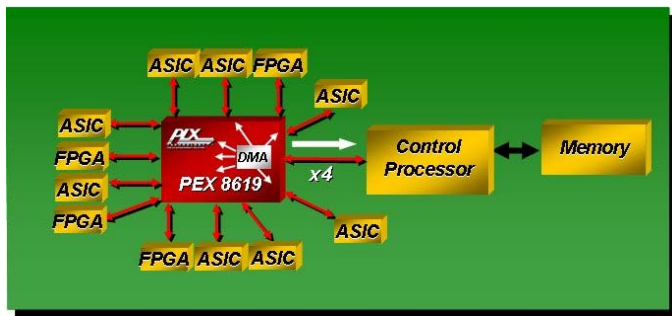 ASIC
ASIC
FPGA
ASIC
ASIC
FPGA
ASIC
FPGA
PLX
DMA
PEX 8619
x4
Control
Processor
Memory
FPGA
ASIC
ASIC
ASIC